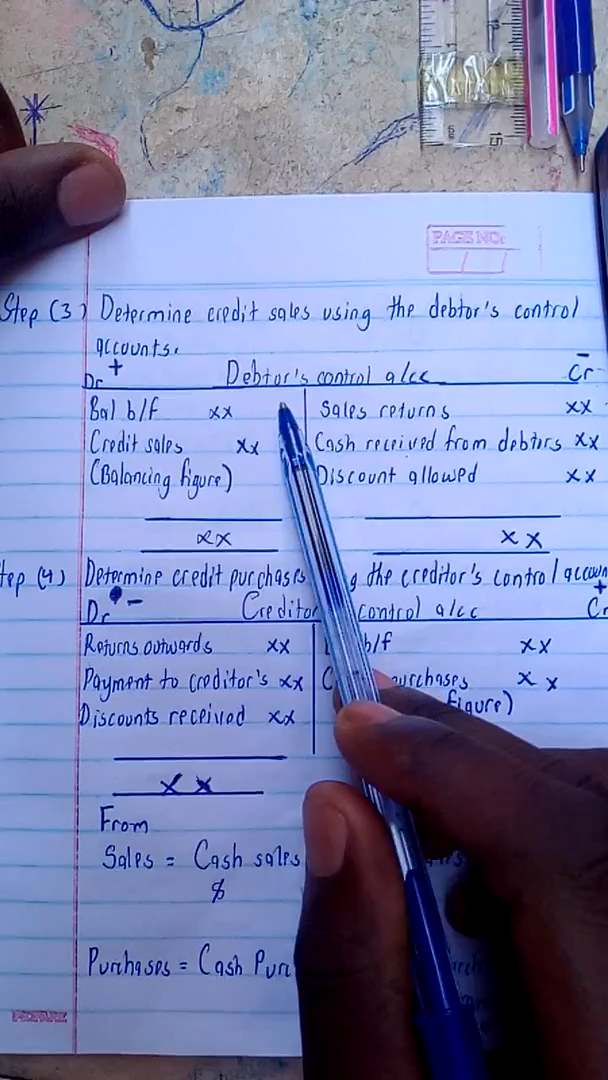 PAGE NO:
Step (3) Determine credit sales using the debtor's control
accounts.
+ -
Dr Debtor's control a/cc Cr
Bal b/f xx Sales returns xx
Credit sales xx Cash received from debtors xx
(Balancing figure) Discount allowed xx
xx xx
tep (4) Determine credit purchases g the creditor's control accoun
Dr - Creditor control a/cc + Cr
Returns outwards xx b/f xx
Payment to creditor's xx C urchases xx
Discounts received xx figure)
xx
From
Sales = Cash sales
$
Purchases = Cash Pur